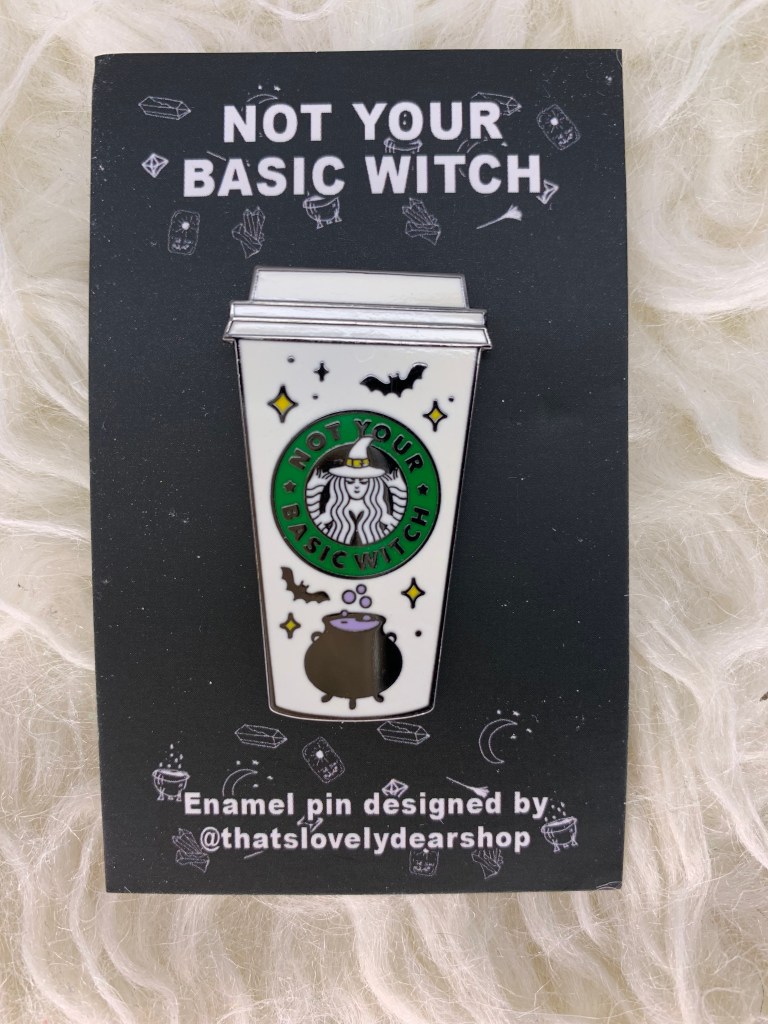 NOT YOUR
BASIC WITCH
NOT YOUR
BASIC WITCH
Enamel pin designed by
@thatslovelydearshop